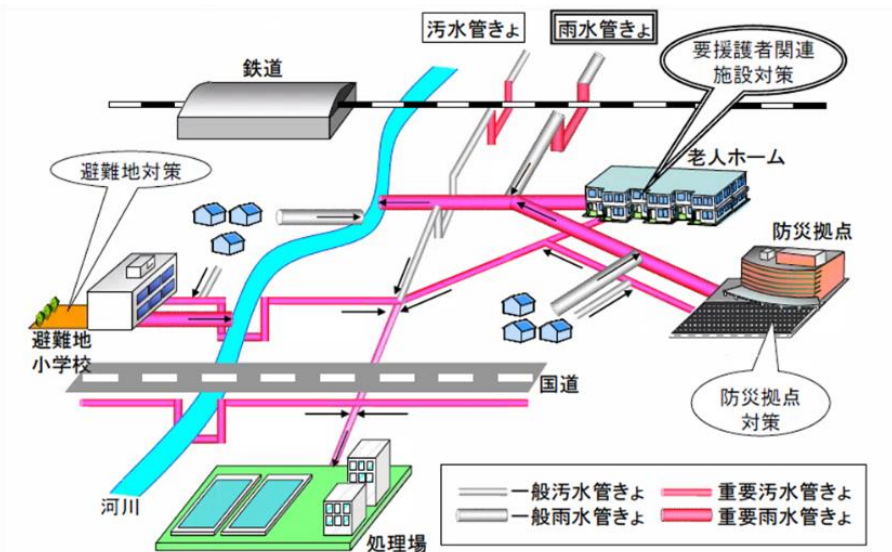 汚水管きょ
雨水管きょ
要援護者関連
施設対策
鉄道
老人ホーム
避難地対策
防災拠点
避難地
小学校
国道
防災拠点
対策
河川
処理場
一般汚水管きょ
重要汚水管きょ
一般雨水管きょ
重要雨水管きょ